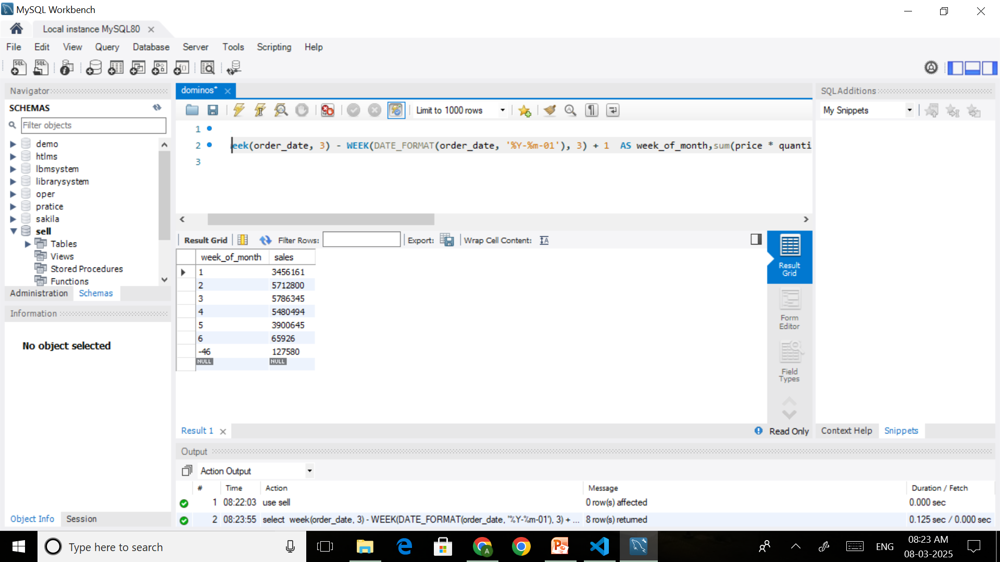 MySQL Workbench
Local instance MySQL80
File Edit View Query Database Server Tools Scripting Help
Navigator
SCHEMAS
Filter objects
demo
htlms
lbmsystem
librarysystem
oper
pratice
sakila
sell
Tables
Views
Stored Procedures
Functions
Administration Schemas
Information
No object selected
Object Info Session
dominos*
Limit to 1000 rows
1
2 eek(order_date, 3) - WEEK(DATE_FORMAT(order_date, '%Y-%m-01'), 3) + 1 AS week_of_month,sum(price * quanti
3
Result Grid Filter Rows: Export: Wrap Cell Content:
week_of_month sales
1 3456161
2 5712800
3 5786345
4 5480494
5 3900645
6 65926
-46 127580
NULL NULL
Result Grid
Form Editor
Field Types
Result 1
Read Only
SQLAdditions
My Snippets
Context Help Snippets
Output
Action Output
# Time Action Message Duration / Fetch
1 08:22:03 use sell 0 row(s) affected 0.000 sec
2 08:23:55 select week(order_date, 3) - WEEK(DATE_FORMAT(order_date, '%Y-%m-01'), 3) + ... 8 row(s) returned 0.125 sec / 0.000 sec
Type here to search
ENG
08:23 AM
08-03-2025